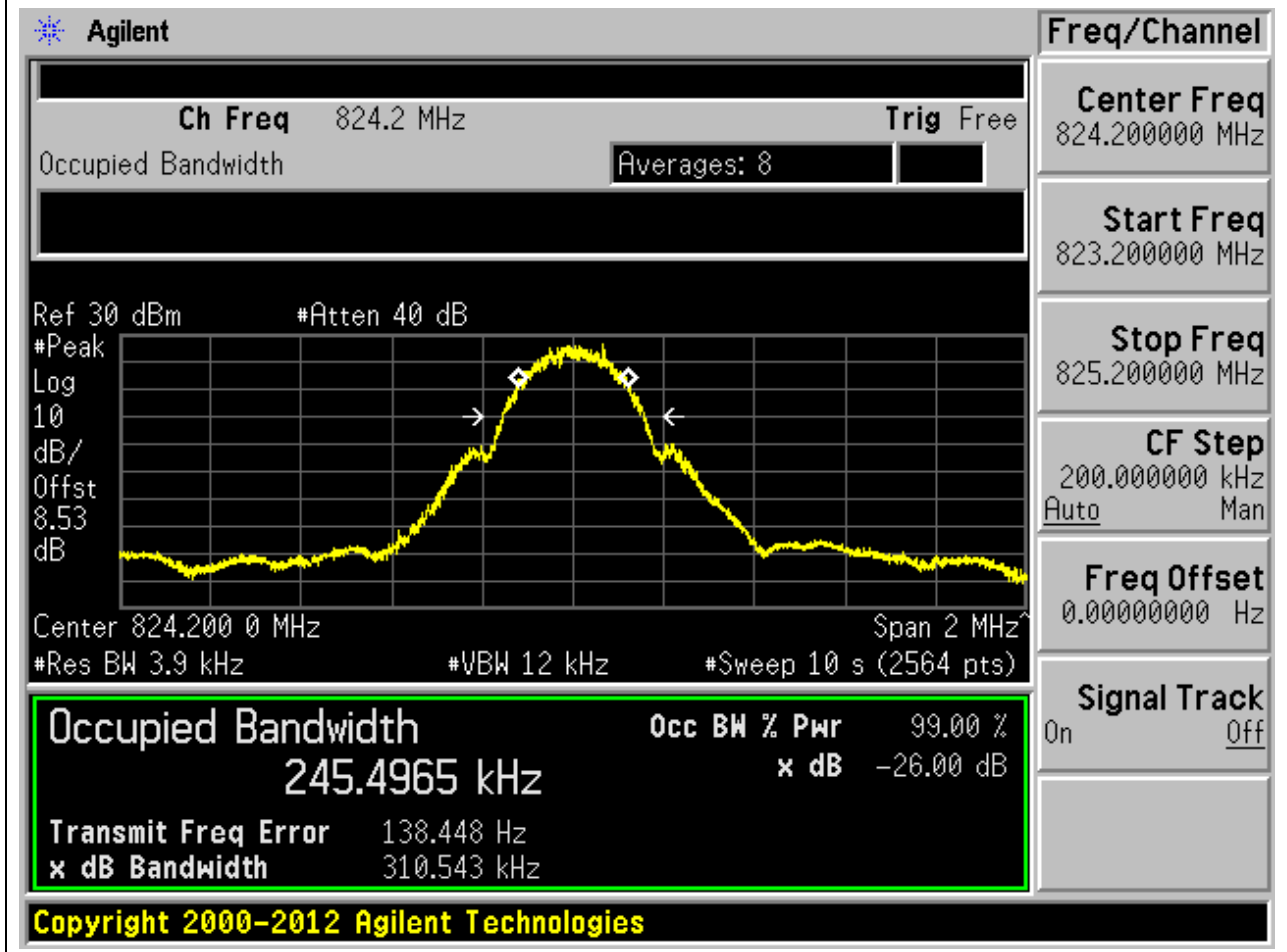 Agilent
Freq/Channel
Ch Freq 824.2 MHz Trig Free
Occupied Bandwidth Averages: 8
Center Freq
824.200000 MHz
Start Freq
823.200000 MHz
Stop Freq
825.200000 MHz
CF Step
200.000000 kHz
Auto Man
Freq Offset
0.00000000 Hz
Signal Track
On Off
Ref 30 dBm #Atten 40 dB
#Peak
Log
10
dB/
Offst
8.53
dB
Center 824.200 0 MHz Span 2 MHz^
#Res BW 3.9 kHz #VBW 12 kHz #Sweep 10 s (2564 pts)
Occupied Bandwidth Occ BW % Pwr 99.00 %
245.4965 kHz x dB -26.00 dB
Transmit Freq Error 138.448 Hz
x dB Bandwidth 310.543 kHz
Copyright 2000-2012 Agilent Technologies